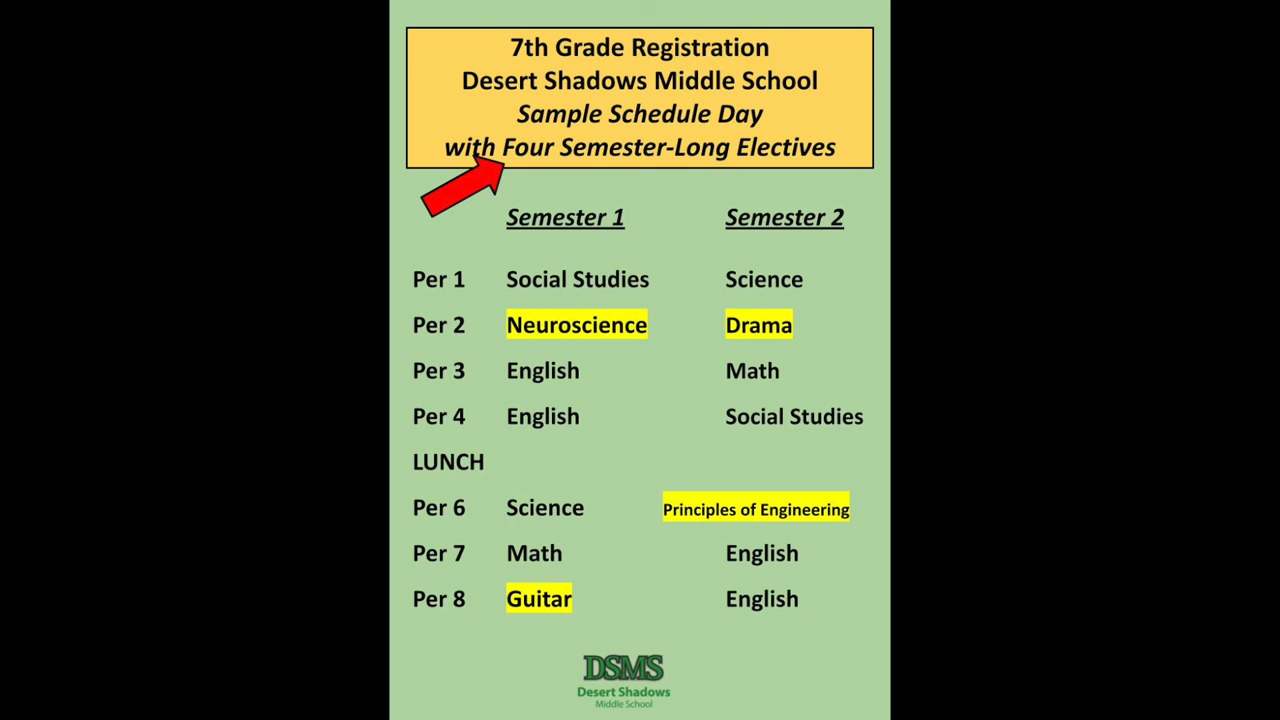 7th Grade Registration
Desert Shadows Middle School
Sample Schedule Day
with Four Semester-Long Electives
Semester 1 Semester 2
Per 1 Social Studies Science
Per 2 Neuroscience Drama
Per 3 English Math
Per 4 English Social Studies
LUNCH
Per 6 Science Principles of Engineering
Per 7 Math English
Per 8 Guitar English
DSMS
Desert Shadows
Middle School